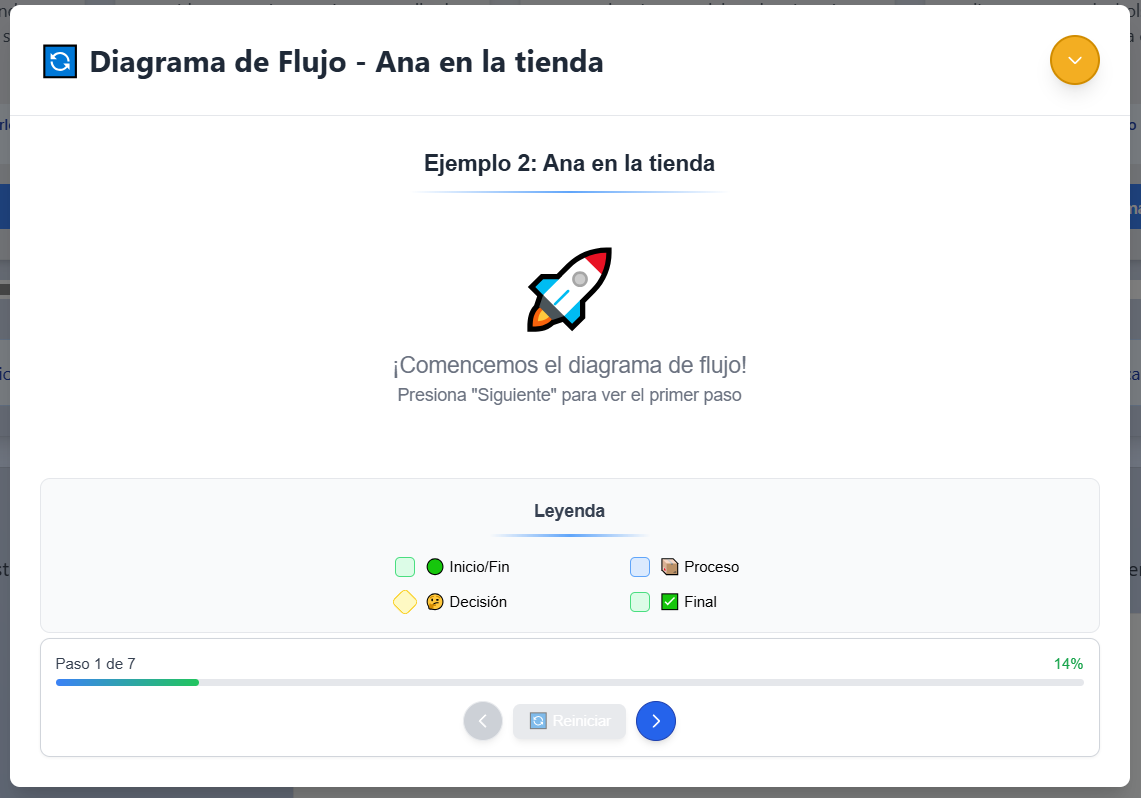 Diagrama de Flujo - Ana en la tienda
Ejemplo 2: Ana en la tienda
¡Comencemos el diagrama de flujo!
Presiona "Siguiente" para ver el primer paso
Leyenda
Inicio/Fin
Proceso
Decisión
Final
Paso 1 de 7
14%
Reiniciar